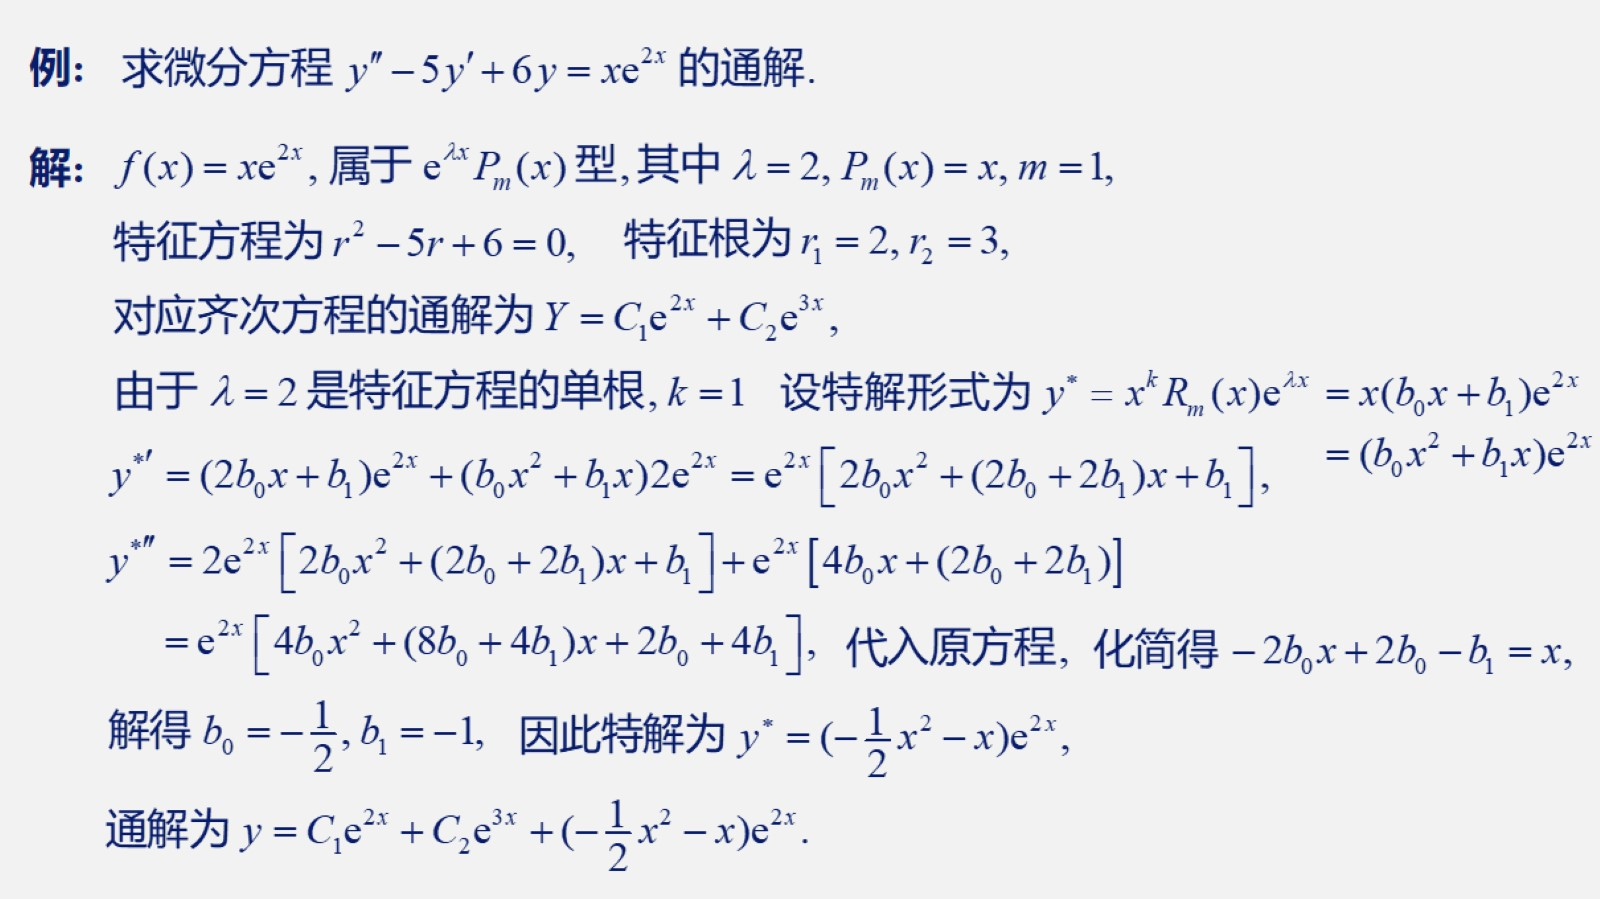 例: 求微分方程 y″ − 5y′ + 6y = xe^{2x} 的通解.
解: f(x) = xe^{2x}, 属于 e^{λx}P_m(x) 型, 其中 λ = 2, P_m(x) = x, m = 1,
特征方程为 r² − 5r + 6 = 0, 特征根为 r₁ = 2, r₂ = 3,
对应齐次方程的通解为 Y = C₁e^{2x} + C₂e^{3x},
由于 λ = 2 是特征方程的单根, k = 1 设特解形式为 y* = x^k R_m(x)e^{λx} = x(b₀x + b₁)e^{2x}
= (b₀x² + b₁x)e^{2x}
y*′ = (2b₀x + b₁)e^{2x} + (b₀x² + b₁x)2e^{2x} = e^{2x}[2b₀x² + (2b₀ + 2b₁)x + b₁],
y*″ = 2e^{2x}[2b₀x² + (2b₀ + 2b₁)x + b₁] + e^{2x}[4b₀x + (2b₀ + 2b₁)]
= e^{2x}[4b₀x² + (8b₀ + 4b₁)x + 2b₀ + 4b₁], 代入原方程, 化简得 −2b₀x + 2b₀ − b₁ = x,
解得 b₀ = −1/2, b₁ = −1, 因此特解为 y* = (−1/2 x² − x)e^{2x},
通解为 y = C₁e^{2x} + C₂e^{3x} + (−1/2 x² − x)e^{2x}.